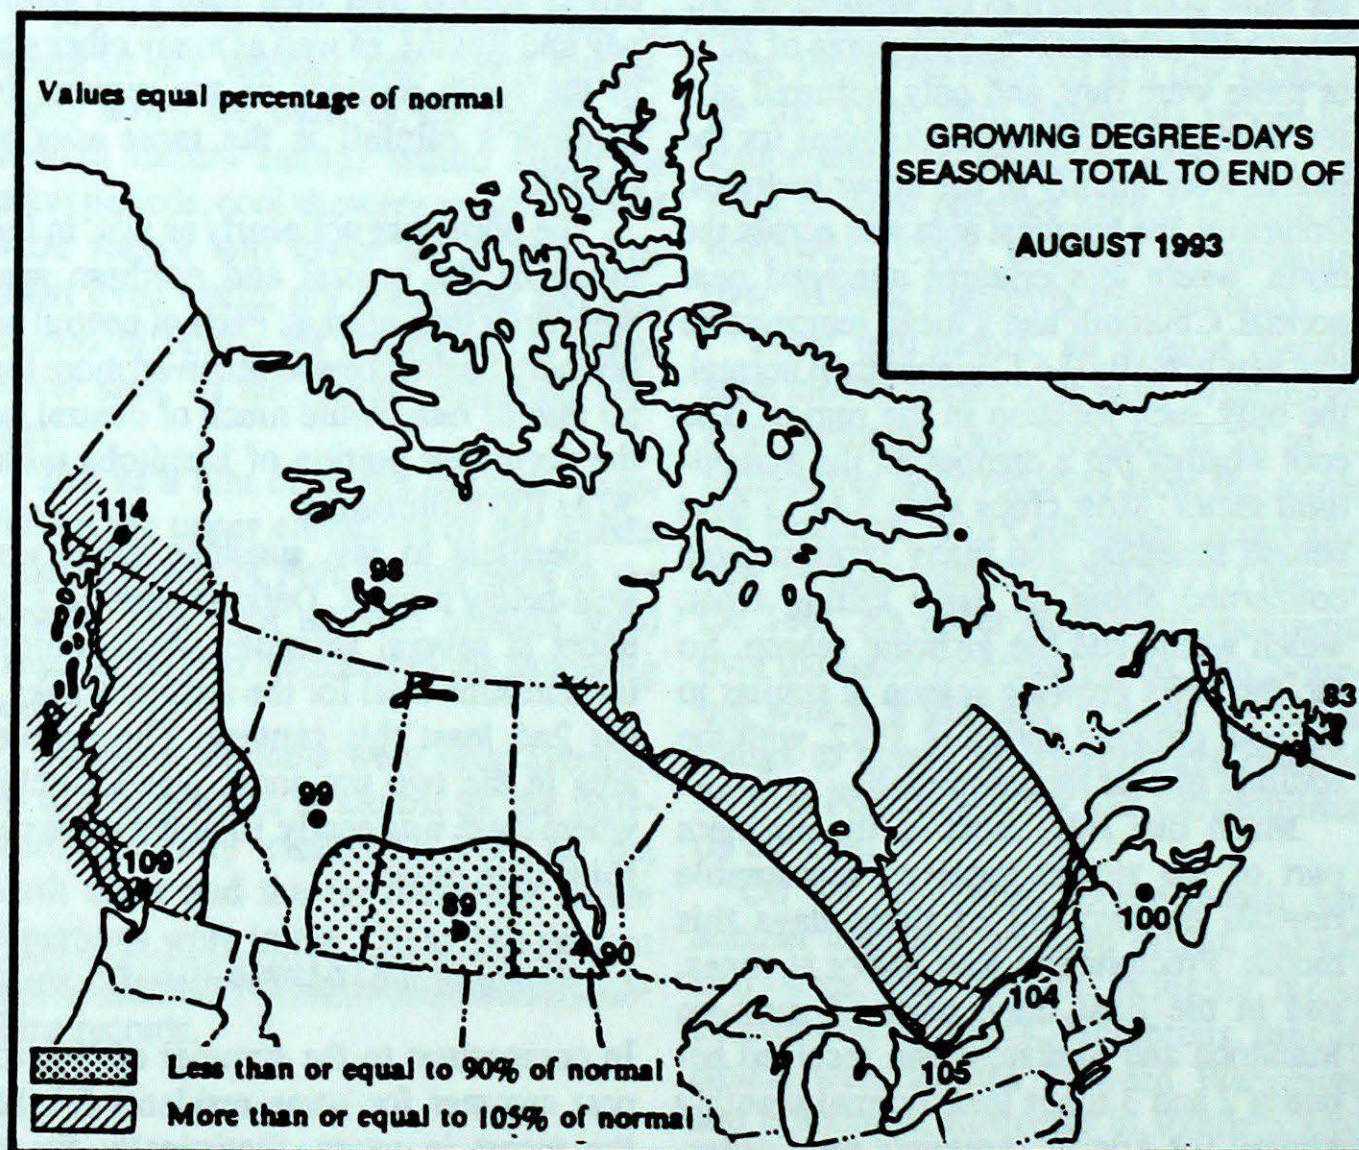 Values equal percentage of normal
GROWING DEGREE-DAYS
SEASONAL TOTAL TO END OF
AUGUST 1993
114
98
83
99
109
89
90
100
104
105
Less than or equal to 90% of normal
More than or equal to 105% of normal